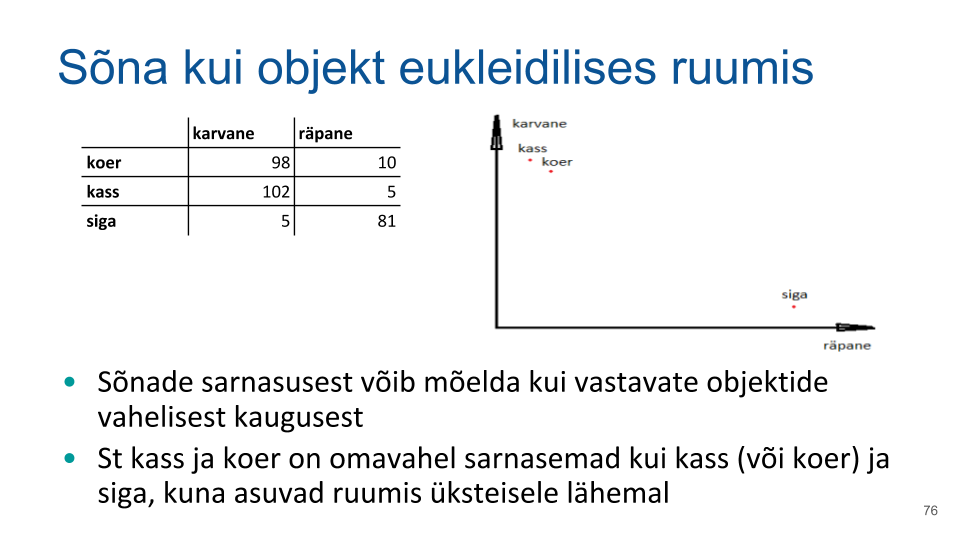 Sõna kui objekt eukleidilises ruumis
karvane räpane
koer 98 10
kass 102 5
siga 5 81
karvane
kass
koer
siga
räpane
• Sõnade sarnasusest võib mõelda kui vastavate objektide
vahelisest kaugusest
• St kass ja koer on omavahel sarnasemad kui kass (või koer) ja
siga, kuna asuvad ruumis üksteisele lähemal
76